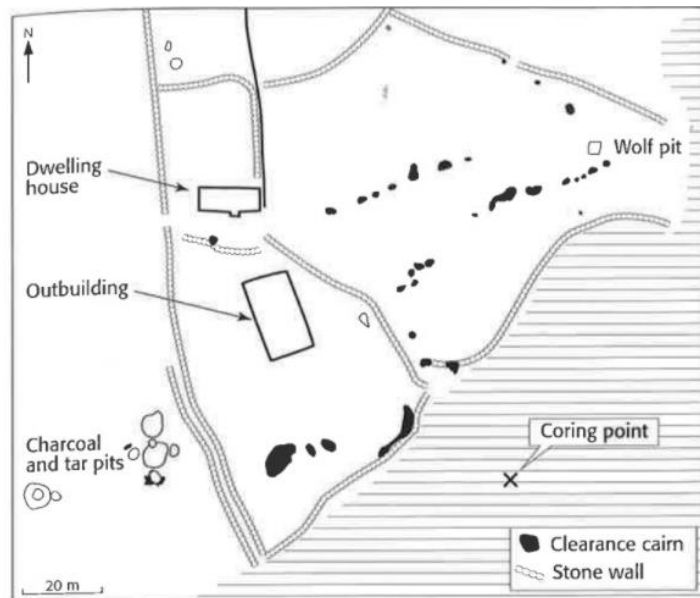 N
Wolf pit
Dwelling
house
Outbuilding
Charcoal
and tar pits
Coring point
Clearance cairn
Stone wall
20 m